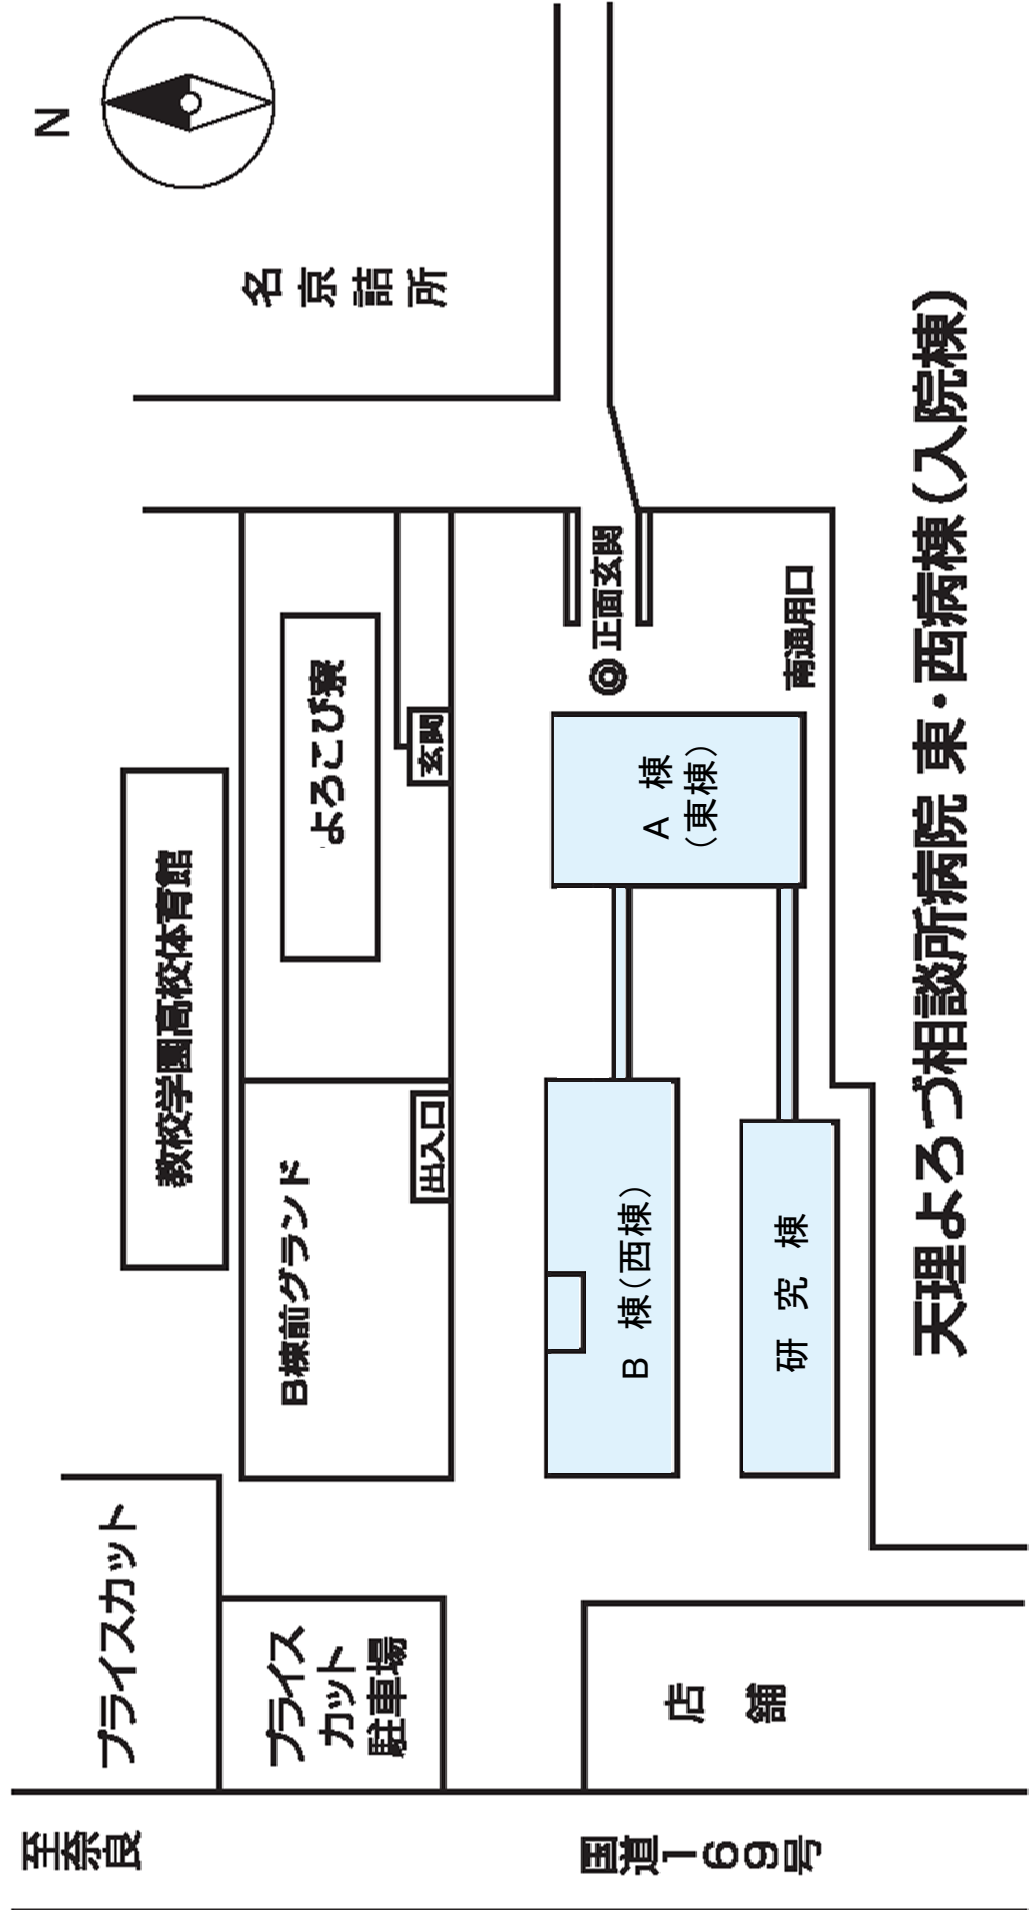 N
名京詰所
教校学園高校体育館
よろこび寮
玄関
◎正面玄関
南通用口
A 棟
（東棟）
B棟前グランド
出入口
B 棟（西棟）
研究棟
プライスカット
プライス
カット
駐車場
店舗
至奈良
国道169号
天理よろづ相談所病院 東・西病棟（入院棟）